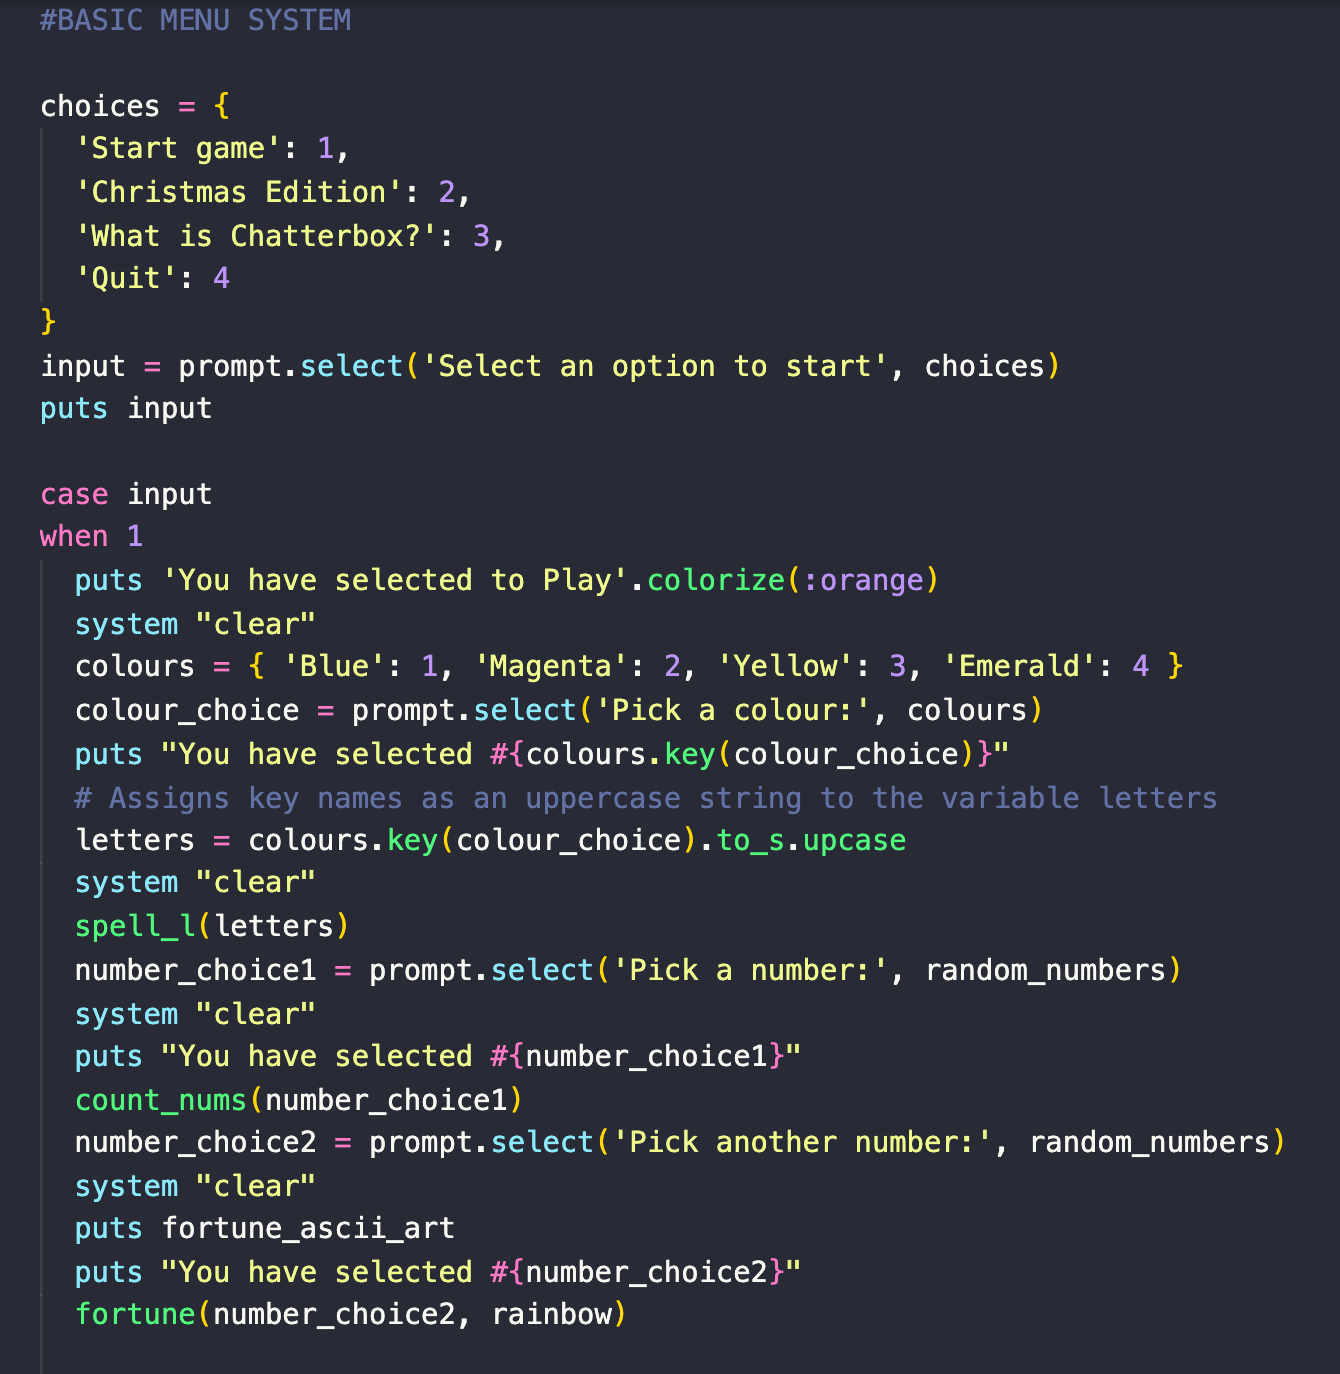 #BASIC MENU SYSTEM

choices = {
  'Start game': 1,
  'Christmas Edition': 2,
  'What is Chatterbox?': 3,
  'Quit': 4
}
input = prompt.select('Select an option to start', choices)
puts input

case input
when 1
  puts 'You have selected to Play'.colorize(:orange)
  system "clear"
  colours = { 'Blue': 1, 'Magenta': 2, 'Yellow': 3, 'Emerald': 4 }
  colour_choice = prompt.select('Pick a colour:', colours)
  puts "You have selected #{colours.key(colour_choice)}"
  # Assigns key names as an uppercase string to the variable letters
  letters = colours.key(colour_choice).to_s.upcase
  system "clear"
  spell_l(letters)
  number_choice1 = prompt.select('Pick a number:', random_numbers)
  system "clear"
  puts "You have selected #{number_choice1}"
  count_nums(number_choice1)
  number_choice2 = prompt.select('Pick another number:', random_numbers)
  system "clear"
  puts fortune_ascii_art
  puts "You have selected #{number_choice2}"
  fortune(number_choice2, rainbow)